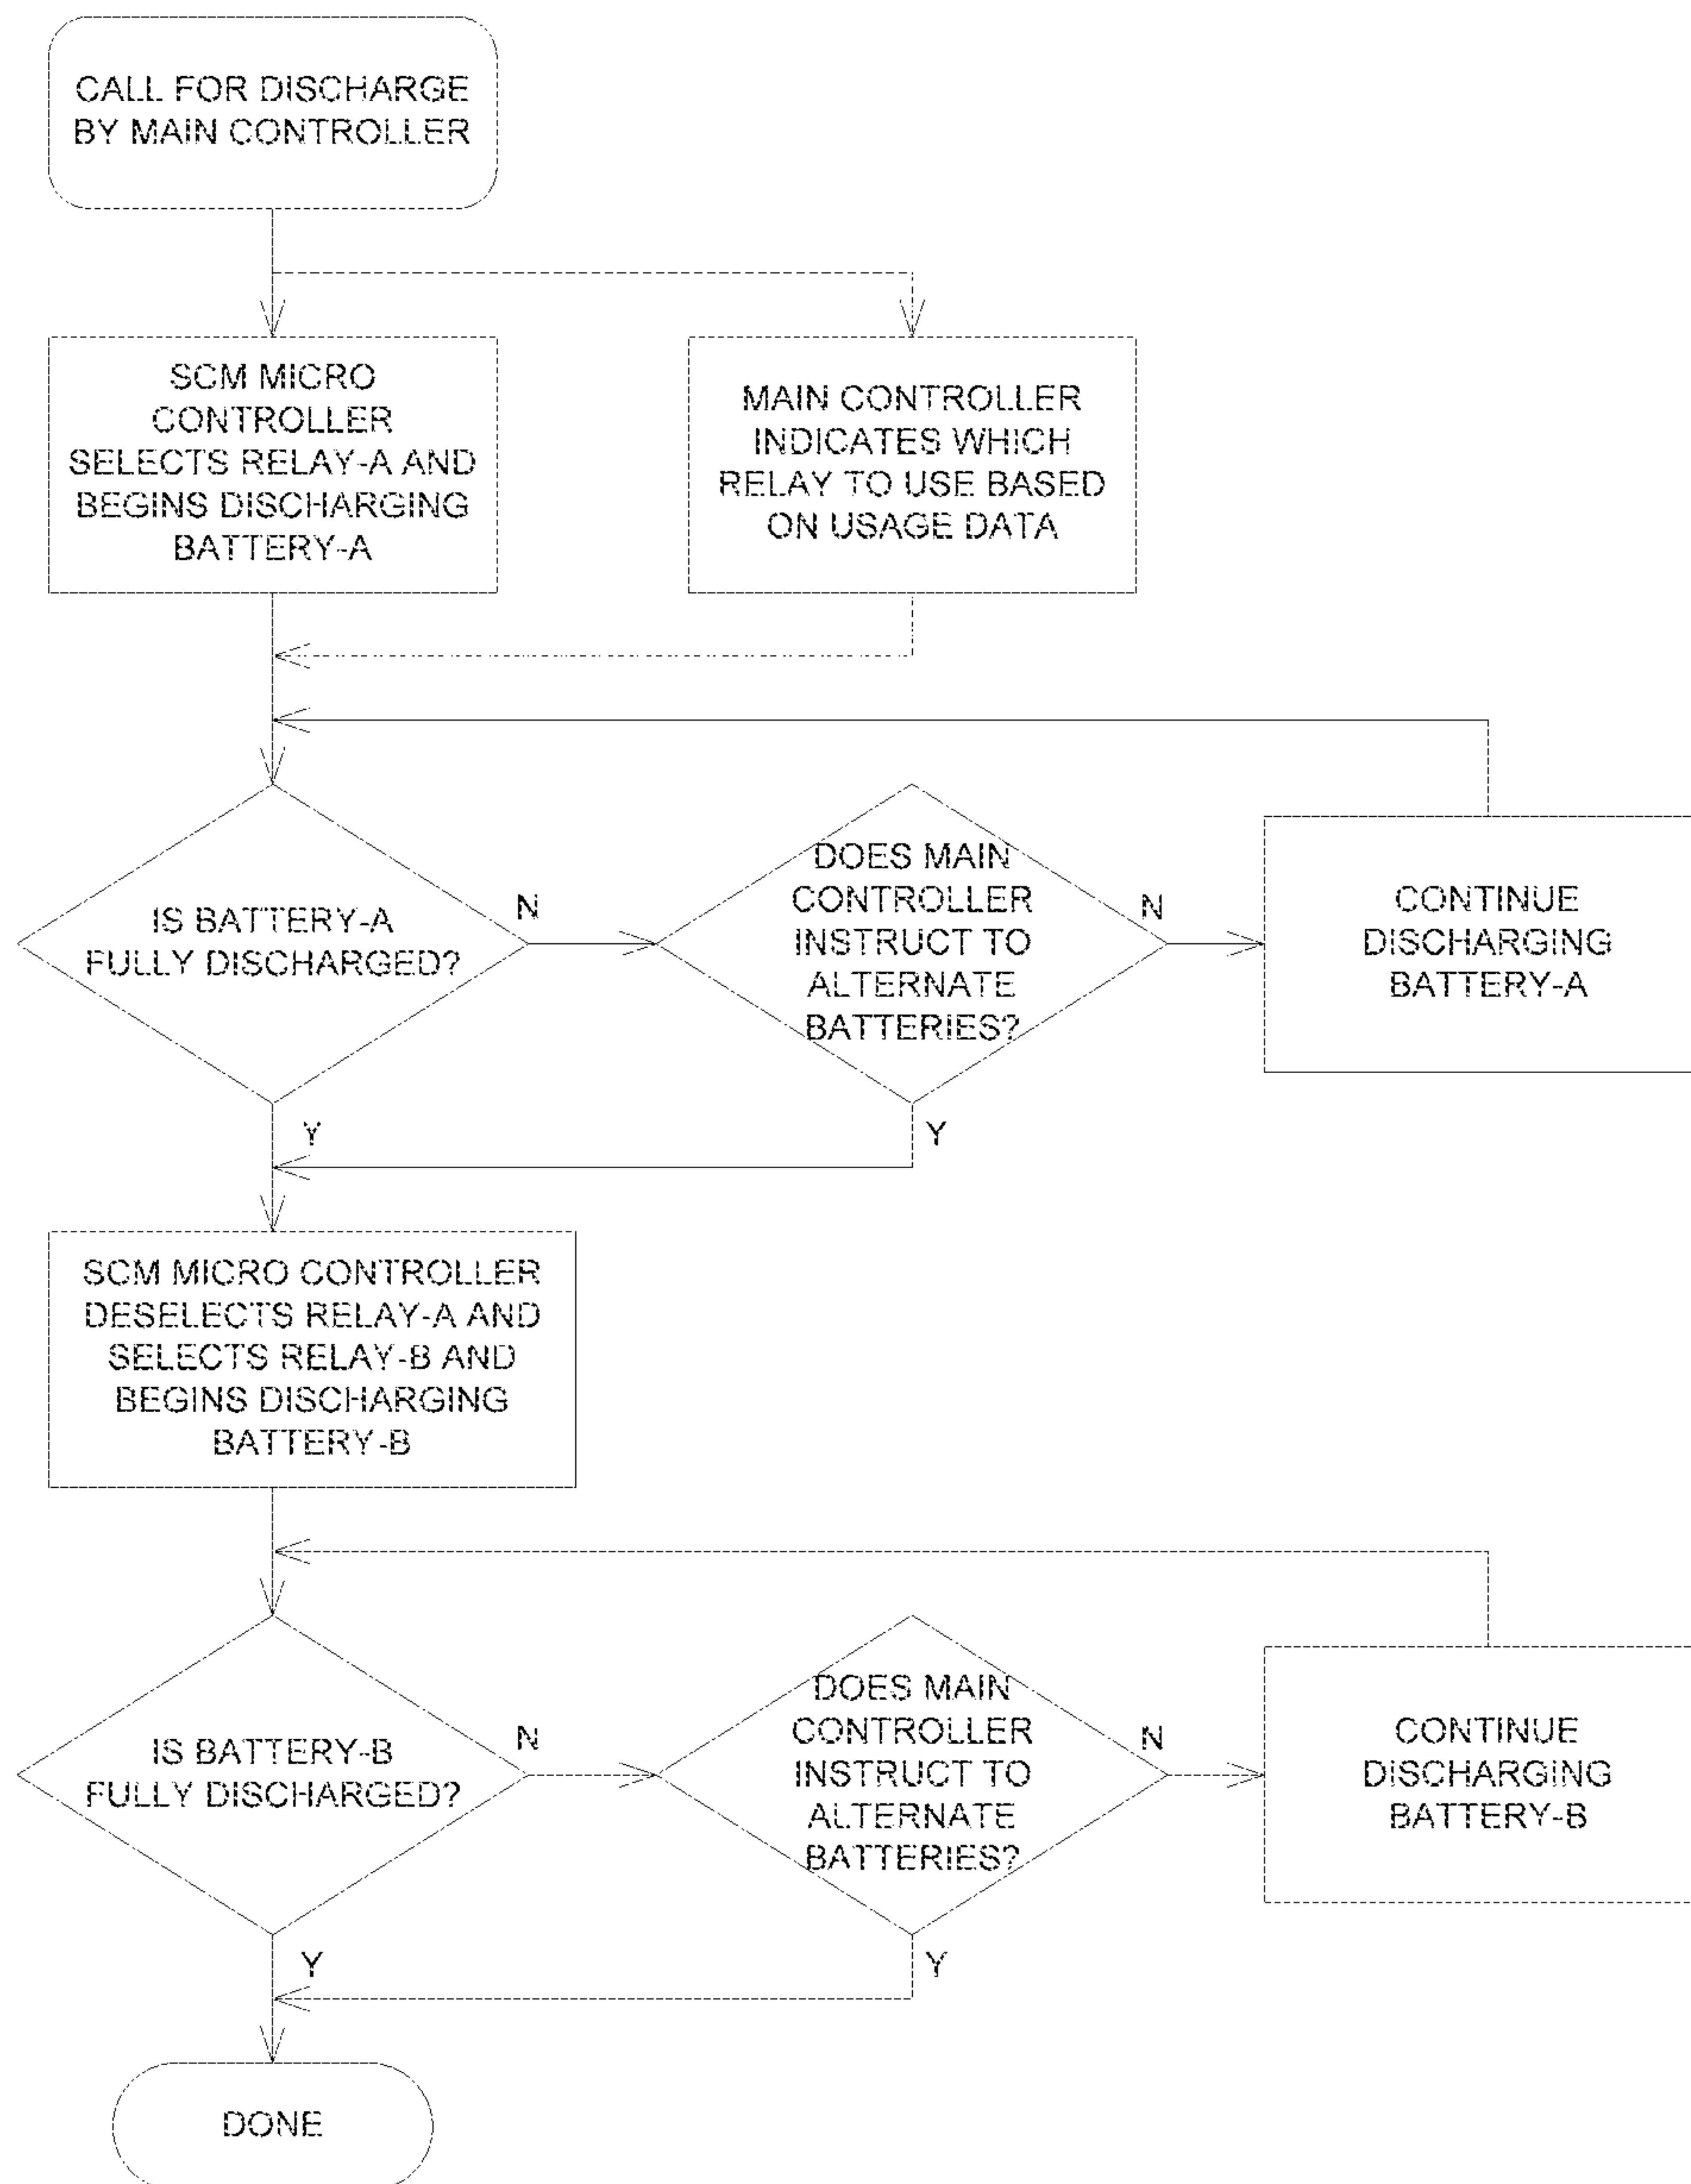 CALL FOR DISCHARGE
BY MAIN CONTROLLER
SCM MICRO
CONTROLLER
SELECTS RELAY-A AND
BEGINS DISCHARGING
BATTERY-A
MAIN CONTROLLER
INDICATES WHICH
RELAY TO USE BASED
ON USAGE DATA
IS BATTERY-A
FULLY DISCHARGED?
N
DOES MAIN
CONTROLLER
INSTRUCT TO
ALTERNATE
BATTERIES?
N
CONTINUE
DISCHARGING
BATTERY-A
Y
Y
SCM MICRO CONTROLLER
DESELECTS RELAY-A AND
SELECTS RELAY-B AND
BEGINS DISCHARGING
BATTERY-B
IS BATTERY-B
FULLY DISCHARGED?
N
DOES MAIN
CONTROLLER
INSTRUCT TO
ALTERNATE
BATTERIES?
N
CONTINUE
DISCHARGING
BATTERY-B
Y
Y
DONE